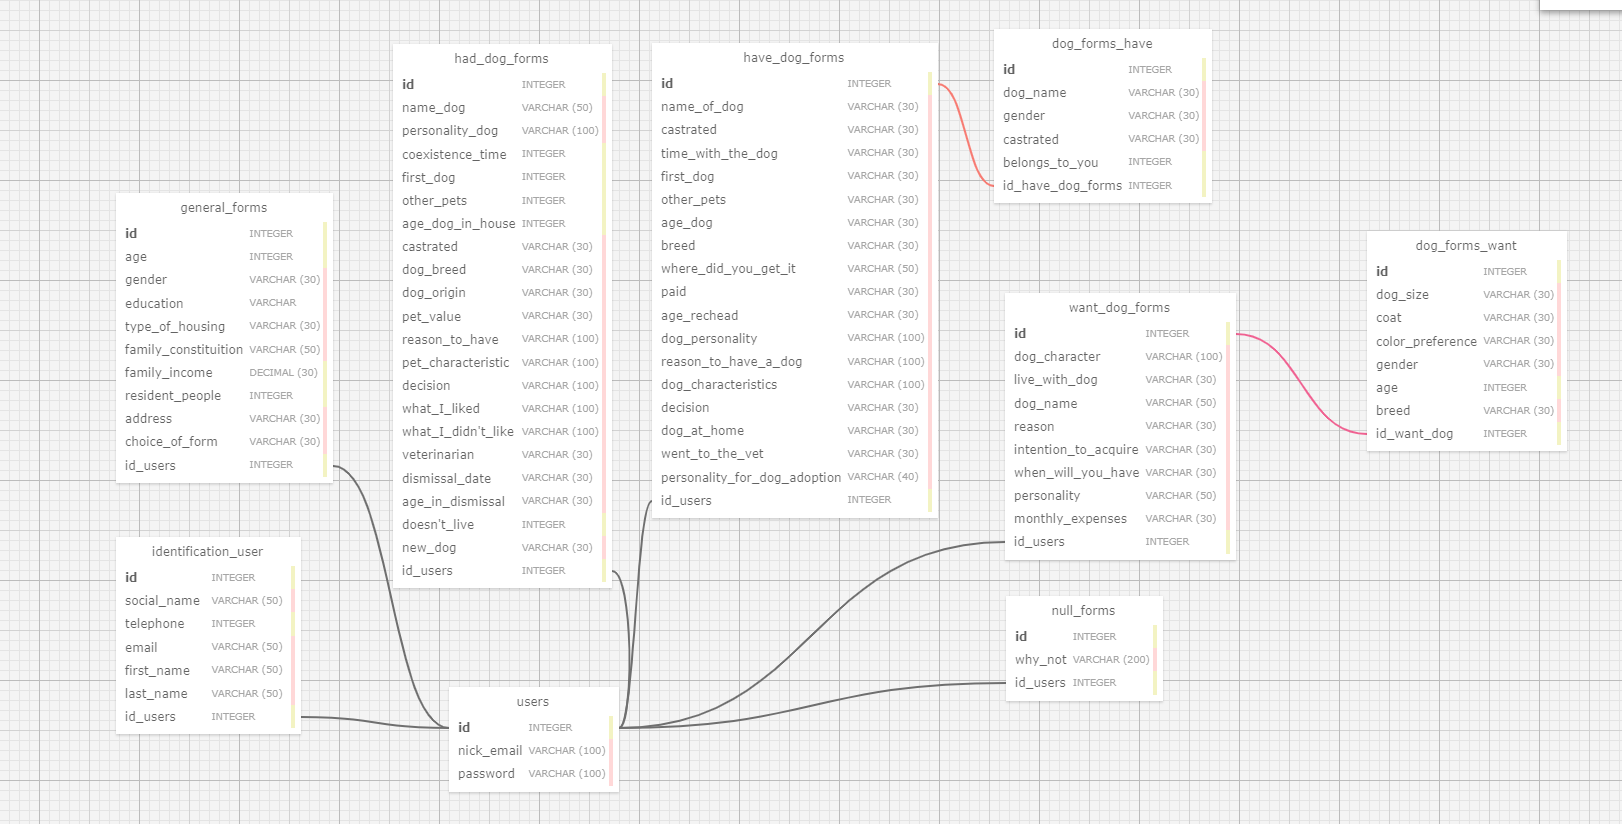 general_forms
id INTEGER
age INTEGER
gender VARCHAR (30)
education VARCHAR
type_of_housing VARCHAR (30)
family_constituition VARCHAR (50)
family_income DECIMAL (30)
resident_people INTEGER
address VARCHAR (30)
choice_of_form VARCHAR (30)
id_users INTEGER
identification_user
id INTEGER
social_name VARCHAR (50)
telephone INTEGER
email VARCHAR (50)
first_name VARCHAR (50)
last_name VARCHAR (50)
id_users INTEGER
had_dog_forms
id INTEGER
name_dog VARCHAR (50)
personality_dog VARCHAR (100)
coexistence_time INTEGER
first_dog INTEGER
other_pets INTEGER
age_dog_in_house INTEGER
castrated VARCHAR (30)
dog_breed VARCHAR (30)
dog_origin VARCHAR (30)
pet_value VARCHAR (30)
reason_to_have VARCHAR (100)
pet_characteristic VARCHAR (100)
decision VARCHAR (100)
what_I_liked VARCHAR (100)
what_I_didn't_like VARCHAR (100)
veterinarian VARCHAR (30)
dismissal_date VARCHAR (30)
age_in_dismissal VARCHAR (30)
doesn't_live INTEGER
new_dog VARCHAR (30)
id_users INTEGER
users
id INTEGER
nick_email VARCHAR (100)
password VARCHAR (100)
have_dog_forms
id INTEGER
name_of_dog VARCHAR (30)
castrated VARCHAR (30)
time_with_the_dog VARCHAR (30)
first_dog VARCHAR (30)
other_pets VARCHAR (30)
age_dog VARCHAR (30)
breed VARCHAR (30)
where_did_you_get_it VARCHAR (50)
paid VARCHAR (30)
age_rechead VARCHAR (30)
dog_personality VARCHAR (100)
reason_to_have_a_dog VARCHAR (100)
dog_characteristics VARCHAR (100)
decision VARCHAR (30)
dog_at_home VARCHAR (30)
went_to_the_vet VARCHAR (30)
personality_for_dog_adoption VARCHAR (40)
id_users INTEGER
dog_forms_have
id INTEGER
dog_name VARCHAR (30)
gender VARCHAR (30)
castrated VARCHAR (30)
belongs_to_you INTEGER
id_have_dog_forms INTEGER
want_dog_forms
id INTEGER
dog_character VARCHAR (100)
live_with_dog VARCHAR (30)
dog_name VARCHAR (50)
reason VARCHAR (30)
intention_to_acquire VARCHAR (30)
when_will_you_have VARCHAR (30)
personality VARCHAR (50)
monthly_expenses VARCHAR (30)
id_users INTEGER
null_forms
id INTEGER
why_not VARCHAR (200)
id_users INTEGER
dog_forms_want
id INTEGER
dog_size VARCHAR (30)
coat VARCHAR (30)
color_preference VARCHAR (30)
gender VARCHAR (30)
age INTEGER
breed VARCHAR (30)
id_want_dog INTEGER